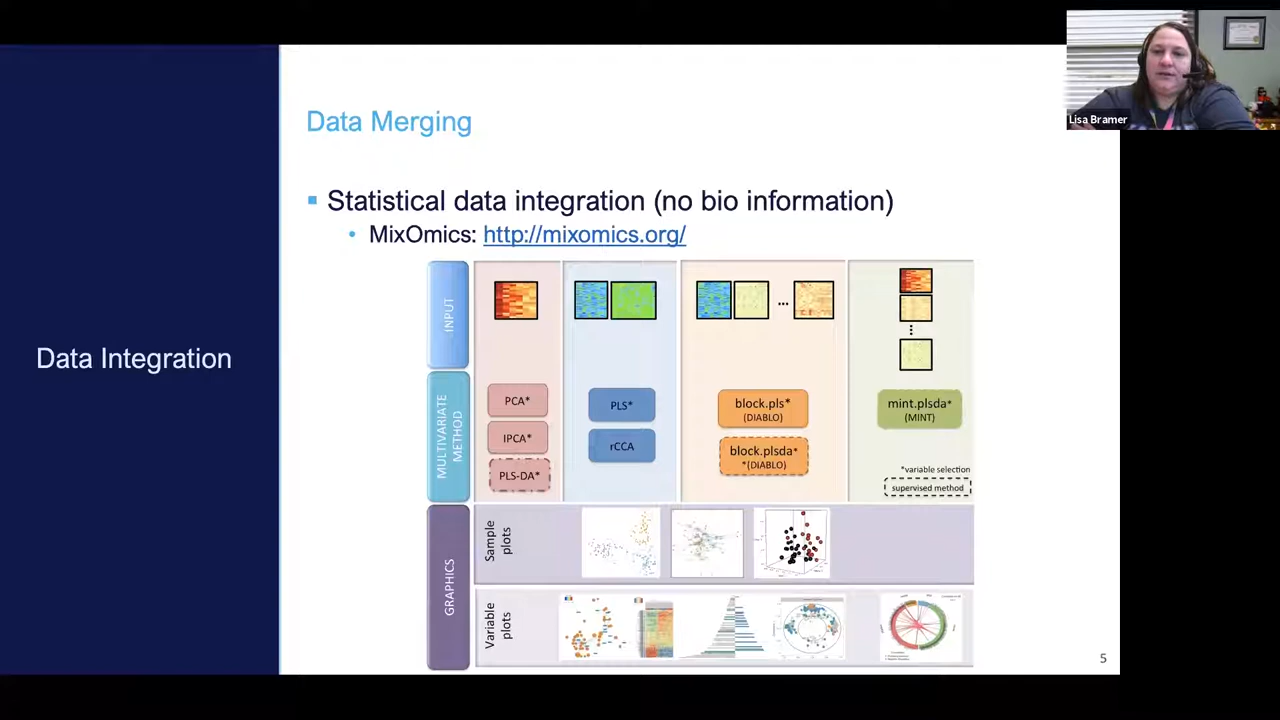 Lisa Bramer
Data Merging
Statistical data integration (no bio information)
MixOmics: http://mixomics.org/
Data Integration
INPUT
...
MULTIVARIATE
METHOD
PCA*
IPCA*
PLS-DA*
PLS*
rCCA
block.pls*
(DIABLO)
block.plsda*
*(DIABLO)
mint.plsda*
(MINT)
*variable selection
supervised method
GRAPHICS
Sample
plots
Variable
plots
5